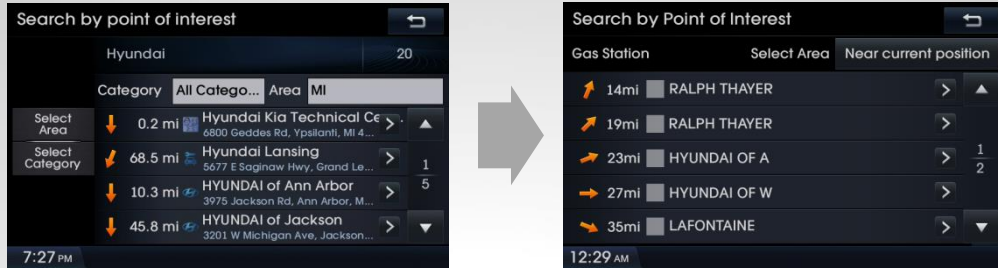 Search by point of interest
Hyundai 20
Category All Catego... Area MI
Select Area
Select Category
0.2 mi Hyundai Kia Technical Ce...
6800 Geddes Rd, Ypsilanti, MI 4...
68.5 mi Hyundai Lansing
5677 E Saginaw Hwy, Grand Le...
10.3 mi HYUNDAI of Ann Arbor
3975 Jackson Rd, Ann Arbor, M...
45.8 mi HYUNDAI of Jackson
3201 W Michigan Ave, Jackson...
1
5
7:27 PM
Search by Point of Interest
Gas Station Select Area Near current position
14mi RALPH THAYER
19mi RALPH THAYER
23mi HYUNDAI OF A
27mi HYUNDAI OF W
35mi LAFONTAINE
1
2
12:29 AM